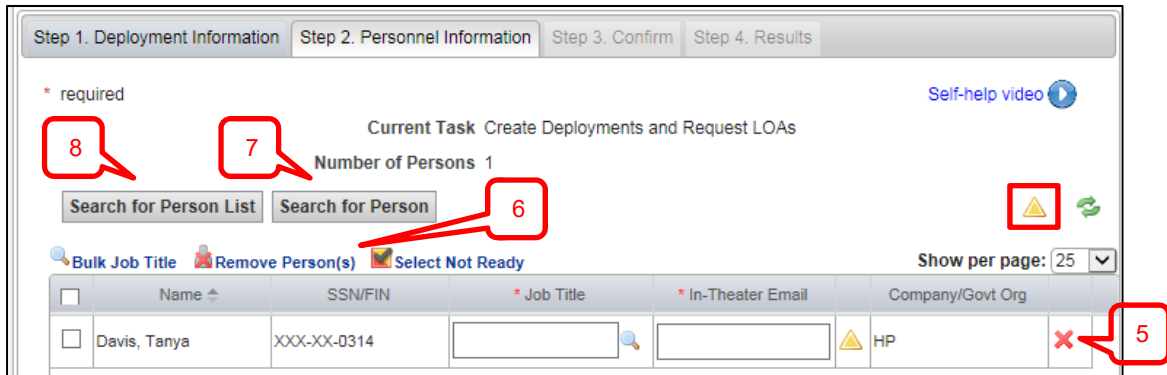 Step 1. Deployment Information Step 2. Personnel Information Step 3. Confirm Step 4. Results
* required Self-help video
Current Task Create Deployments and Request LOAs
8 7
Number of Persons 1
Search for Person List Search for Person 6
Bulk Job Title Remove Person(s) Select Not Ready Show per page: 25
Name SSN/FIN * Job Title * In-Theater Email Company/Govt Org
Davis, Tanya XXX-XX-0314 HP 5